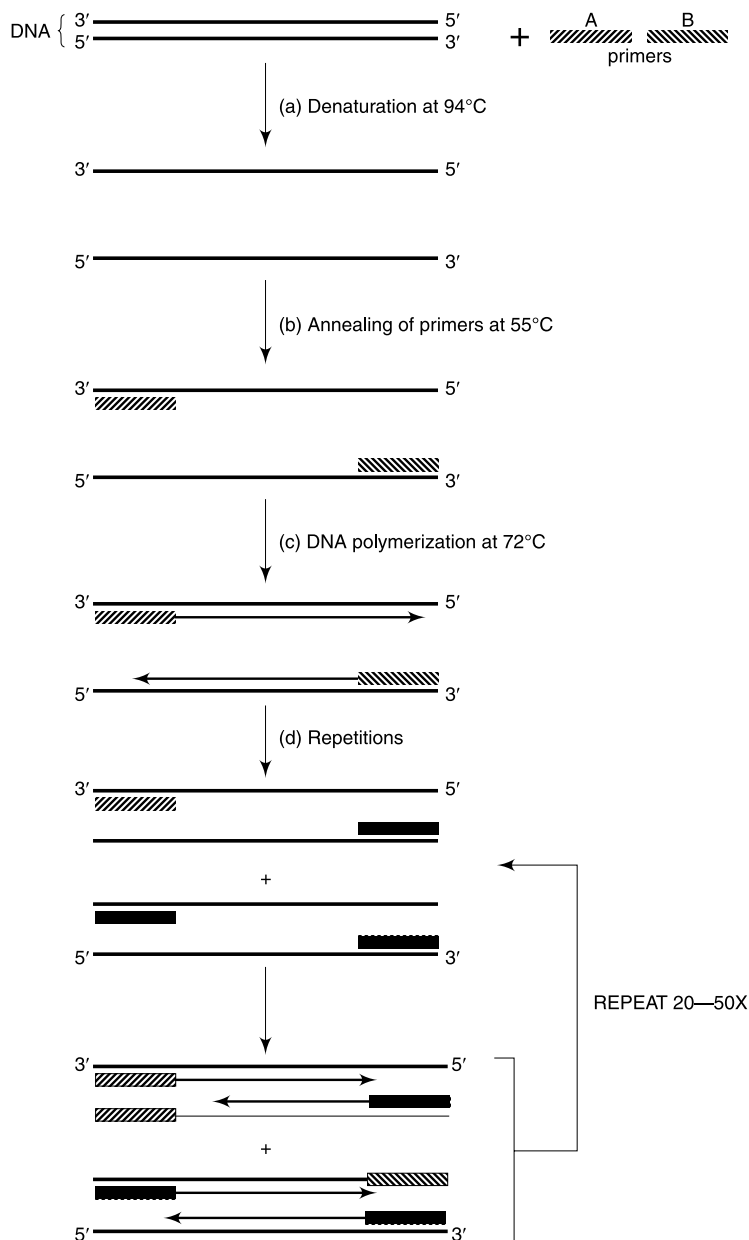 DNA { 3′ 5′ + A B
5′ 3′ primers
(a) Denaturation at 94°C
3′ 5′
5′ 3′
(b) Annealing of primers at 55°C
3′ 5′
5′ 3′
(c) DNA polymerization at 72°C
3′ 5′
5′ 3′
(d) Repetitions
3′ 5′
+
5′ 3′
REPEAT 20—50X
3′ 5′
+
5′ 3′